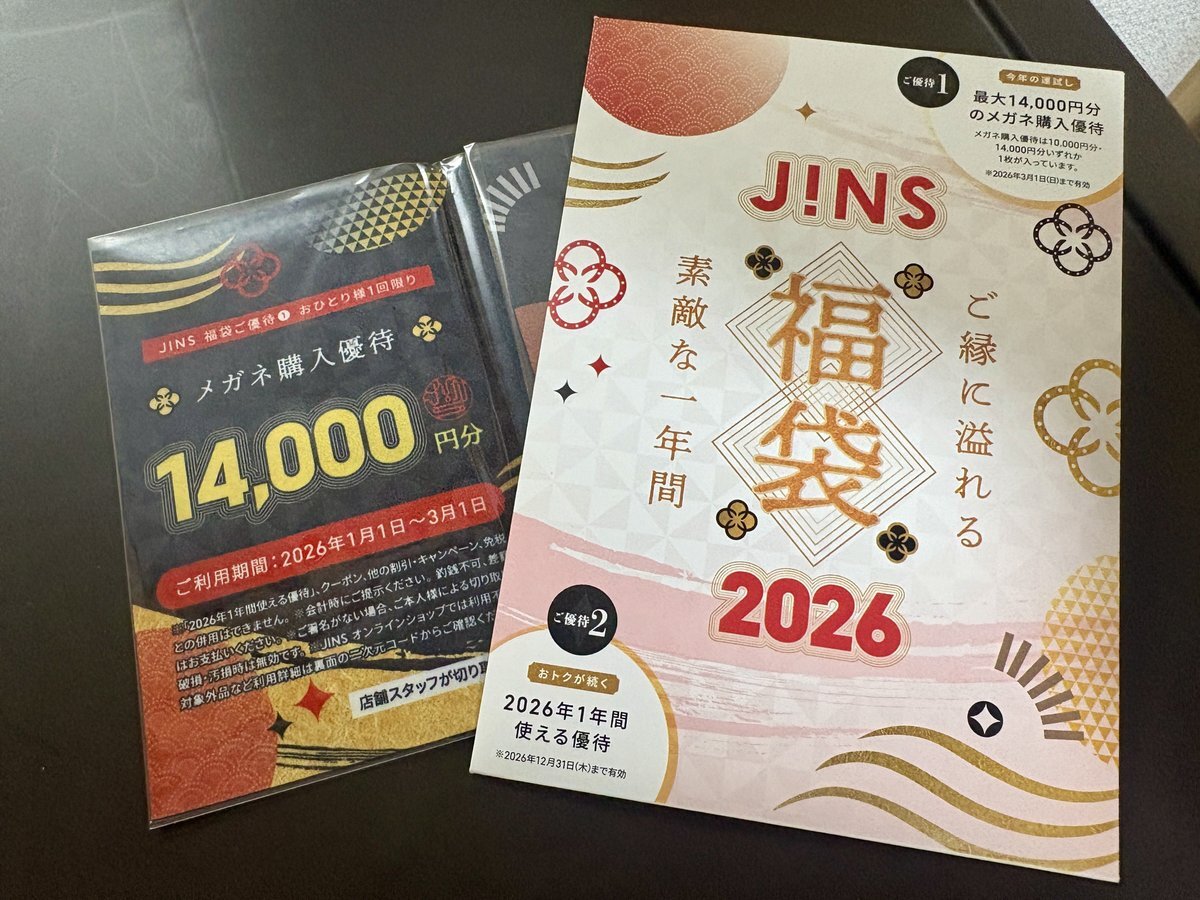 JINS 福袋ご優待❶ おひとり様1回限り
メガネ購入優待
14,000円分
ご利用期間:2026年1月1日〜3月1日
※「2026年1年間使える優待」、クーポン、他の割引・キャンペーン、免税
との併用はできません。※会計時にご提示ください。釣銭不可、差額
はお支払いください。※ご署名がない場合、ご本人様による切り取
破損・汚損時は無効です。※JINS オンラインショップでは利用不
対象外品など利用詳細は裏面の二次元コードからご確認くだ
店舗スタッフが切り取
ご優待1
今年の運試し
最大14,000円分
のメガネ購入優待
メガネ購入優待は10,000円分・
14,000円分いずれか
1枚が入っています。
※2026年3月1日(日)まで有効
J!NS
ご縁に溢れる
福袋
素敵な一年間
2026
ご優待2
おトクが続く
2026年1年間
使える優待
※2026年12月31日(木)まで有効